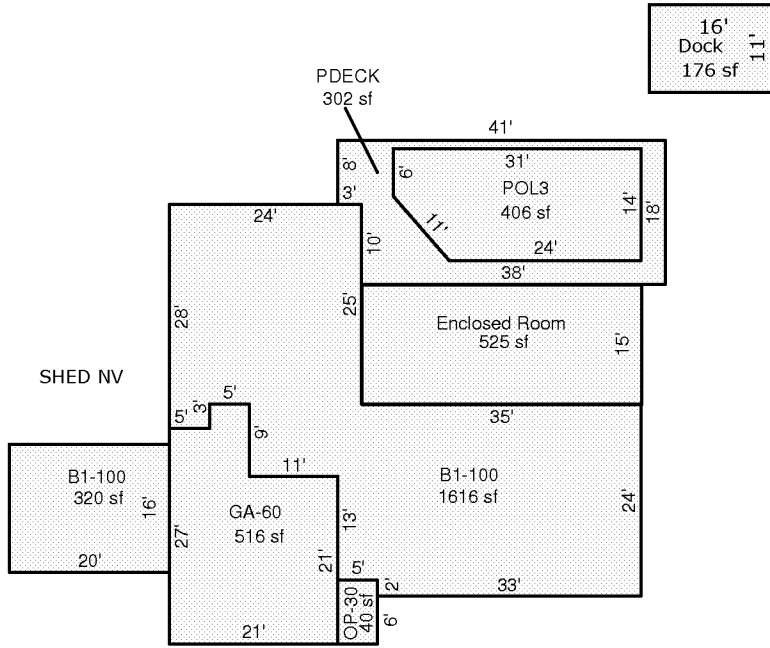 16'
Dock
11'
176 sf
PDECK
302 sf
41'
8'
6'
31'
3'
POL3
406 sf
14'
18'
11'
24'
24'
10'
38'
28'
25'
Enclosed Room
525 sf
15'
SHED NV
5'
3'
5'
35'
9'
11'
B1-100
320 sf
16'
B1-100
1616 sf
24'
GA-60
516 sf
27'
13'
20'
21'
5'
2'
33'
OP-30
40 sf
6'
21'